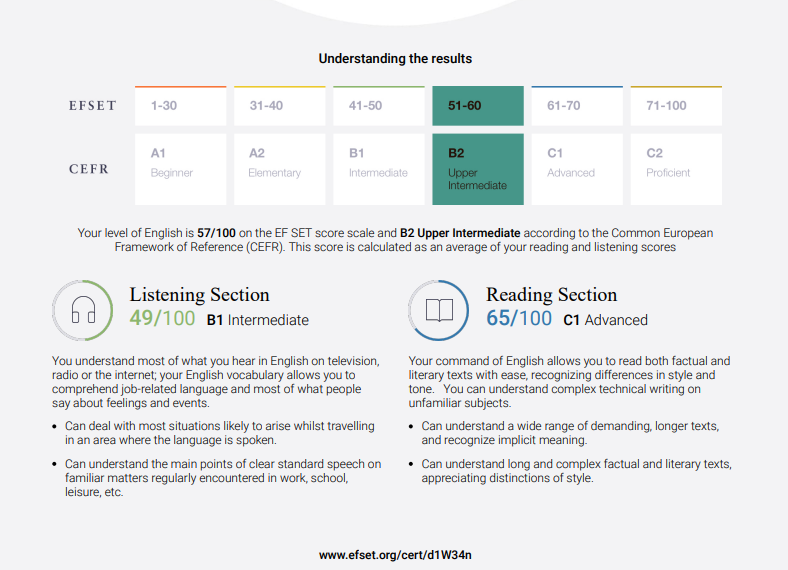 Understanding the results
EFSET 1-30 31-40 41-50 51-60 61-70 71-100
CEFR
A1 A2 B1 B2 C1 C2
Beginner Elementary Intermediate Upper Intermediate Advanced Proficient
Your level of English is 57/100 on the EF SET score scale and B2 Upper Intermediate according to the Common European
Framework of Reference (CEFR). This score is calculated as an average of your reading and listening scores
Listening Section
49/100 B1 Intermediate
You understand most of what you hear in English on television,
radio or the internet; your English vocabulary allows you to
comprehend job-related language and most of what people
say about feelings and events.
• Can deal with most situations likely to arise whilst travelling
in an area where the language is spoken.
• Can understand the main points of clear standard speech on
familiar matters regularly encountered in work, school,
leisure, etc.
Reading Section
65/100 C1 Advanced
Your command of English allows you to read both factual and
literary texts with ease, recognizing differences in style and
tone. You can understand complex technical writing on
unfamiliar subjects.
• Can understand a wide range of demanding, longer texts,
and recognize implicit meaning.
• Can understand long and complex factual and literary texts,
appreciating distinctions of style.
www.efset.org/cert/d1W34n